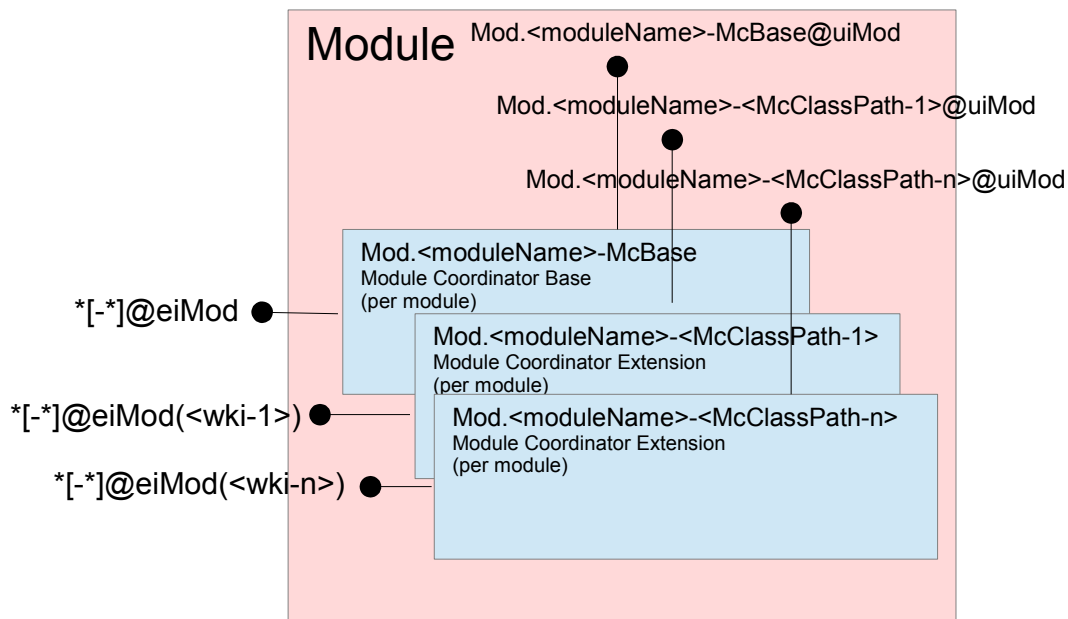 Module
Mod.<moduleName>-McBase@uiMod
Mod.<moduleName>-<McClassPath-1>@uiMod
Mod.<moduleName>-<McClassPath-n>@uiMod
Mod.<moduleName>-McBase
Module Coordinator Base
(per module)
*[-*]@eiMod
Mod.<moduleName>-<McClassPath-1>
Module Coordinator Extension
(per module)
*[-*]@eiMod(<wki-1>)
Mod.<moduleName>-<McClassPath-n>
Module Coordinator Extension
(per module)
*[-*]@eiMod(<wki-n>)